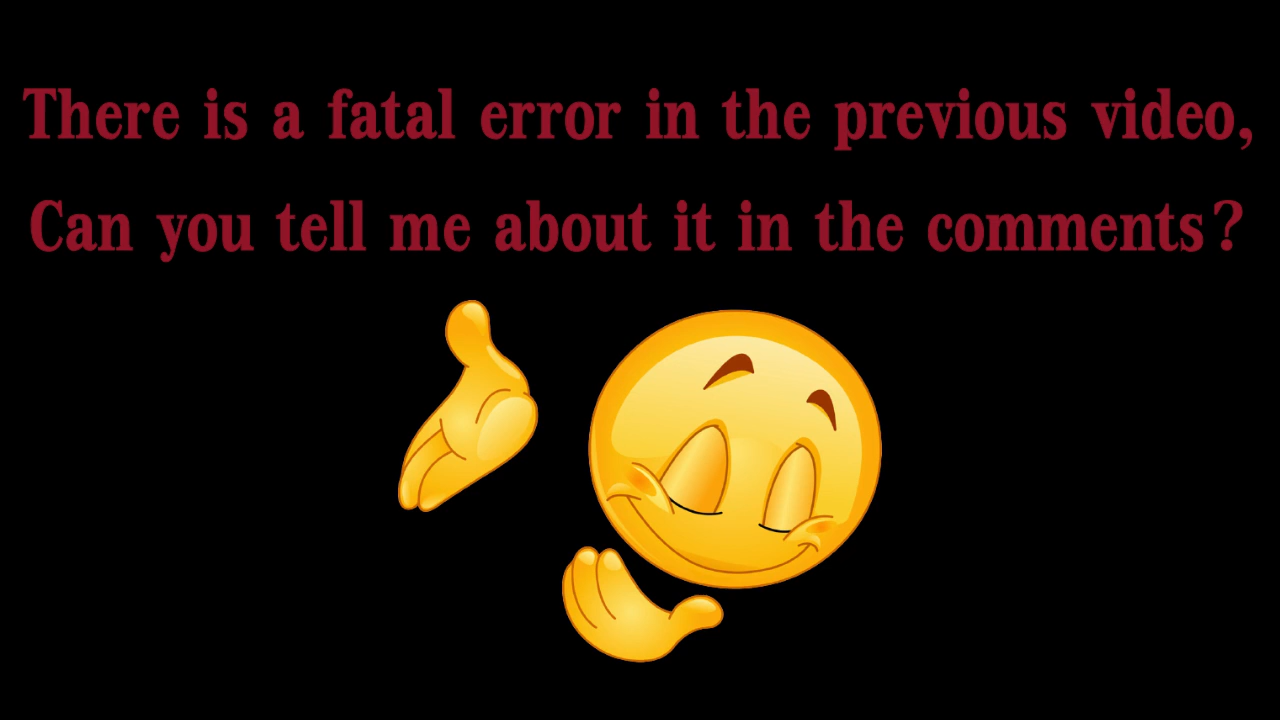 There is a fatal error in the previous video,
Can you tell me about it in the comments?